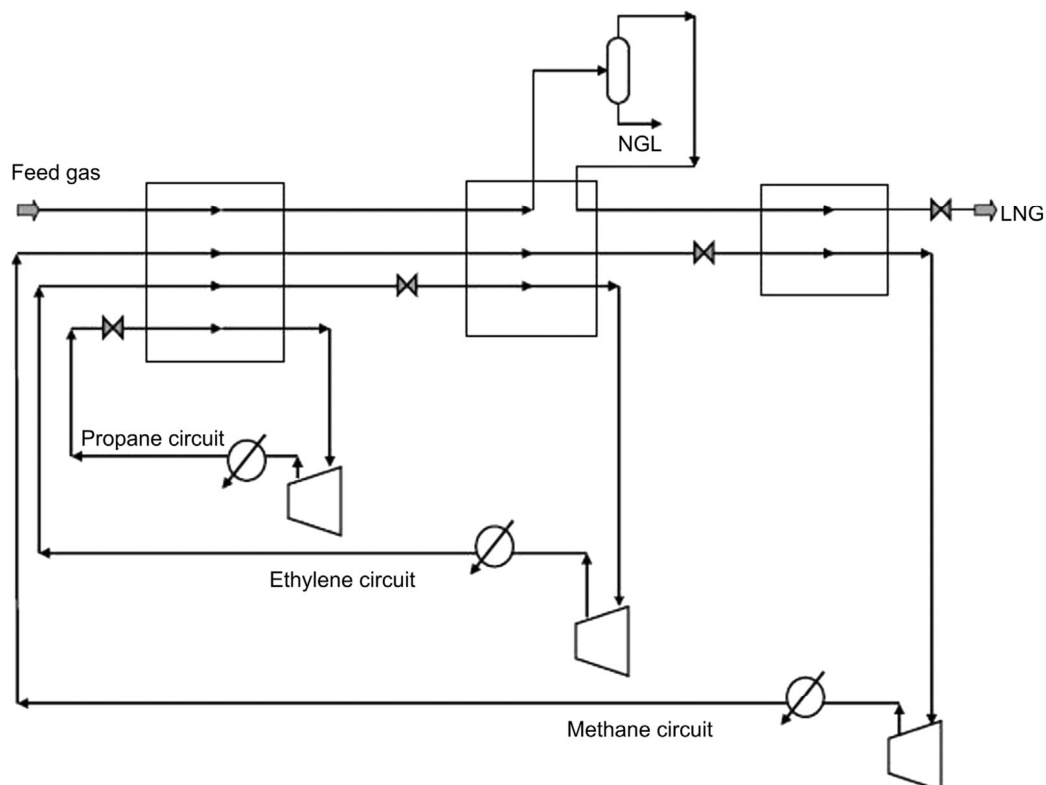 NGL
Feed gas
LNG
Propane circuit
Ethylene circuit
Methane circuit